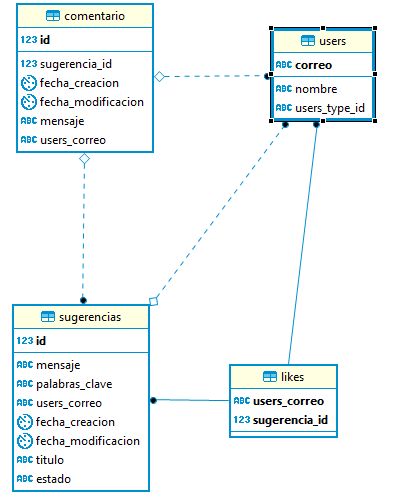 comentario
123 id
123 sugerencia_id
fecha_creacion
fecha_modificacion
ABC mensaje
ABC users_correo
users
ABC correo
ABC nombre
ABC users_type_id
sugerencias
123 id
ABC mensaje
ABC palabras_clave
ABC users_correo
fecha_creacion
fecha_modificacion
ABC titulo
ABC estado
likes
ABC users_correo
123 sugerencia_id